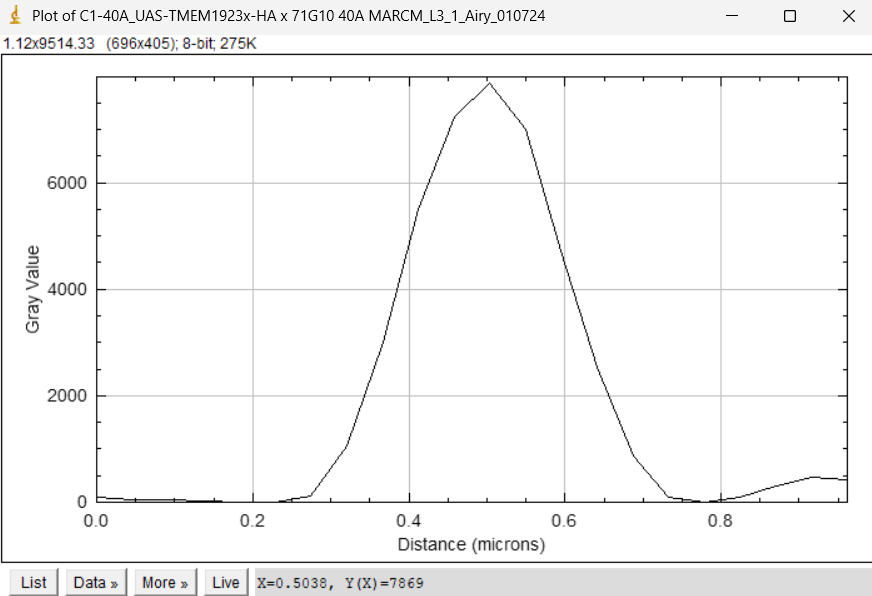 Plot of C1-40A_UAS-TMEM1923x-HA x 71G10 40A MARCM_L3_1_Airy_010724
1.12x9514.33 (696x405); 8-bit; 275K
6000
4000
2000
0
Gray Value
0.0 0.2 0.4 0.6 0.8
Distance (microns)
List Data » More » Live X=0.5038, Y(X)=7869